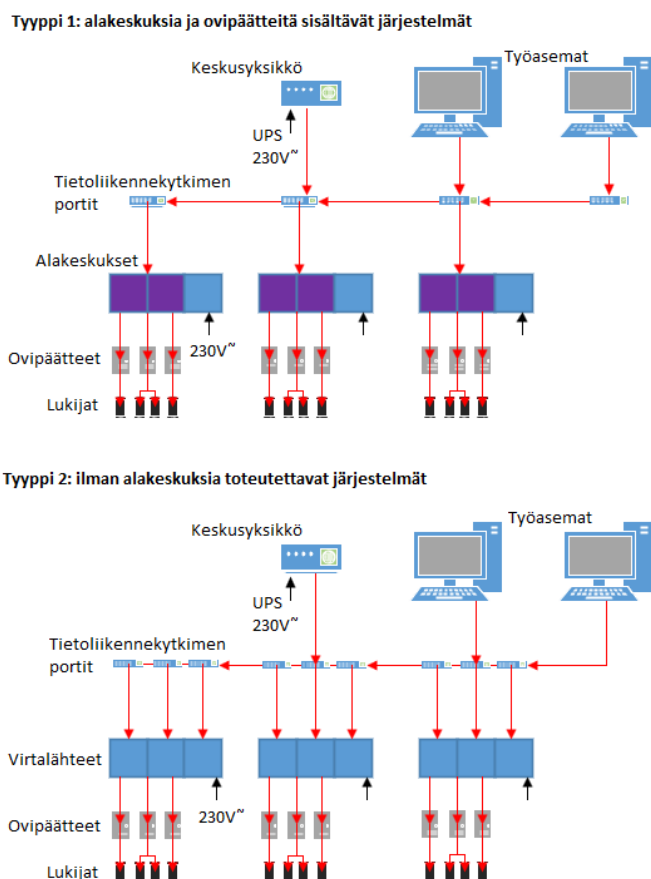 Tyyppi 1: alakeskuksia ja ovipäätteitä sisältävät järjestelmät
Keskusyksikkö
Työasemat
UPS
230V~
Tietoliikennekytkimen
portit
Alakeskukset
230V~
Ovipäätteet
Lukijat
Tyyppi 2: ilman alakeskuksia toteutettavat järjestelmät
Keskusyksikkö
Työasemat
UPS
230V~
Tietoliikennekytkimen
portit
Virtalähteet
230V~
Ovipäätteet
Lukijat